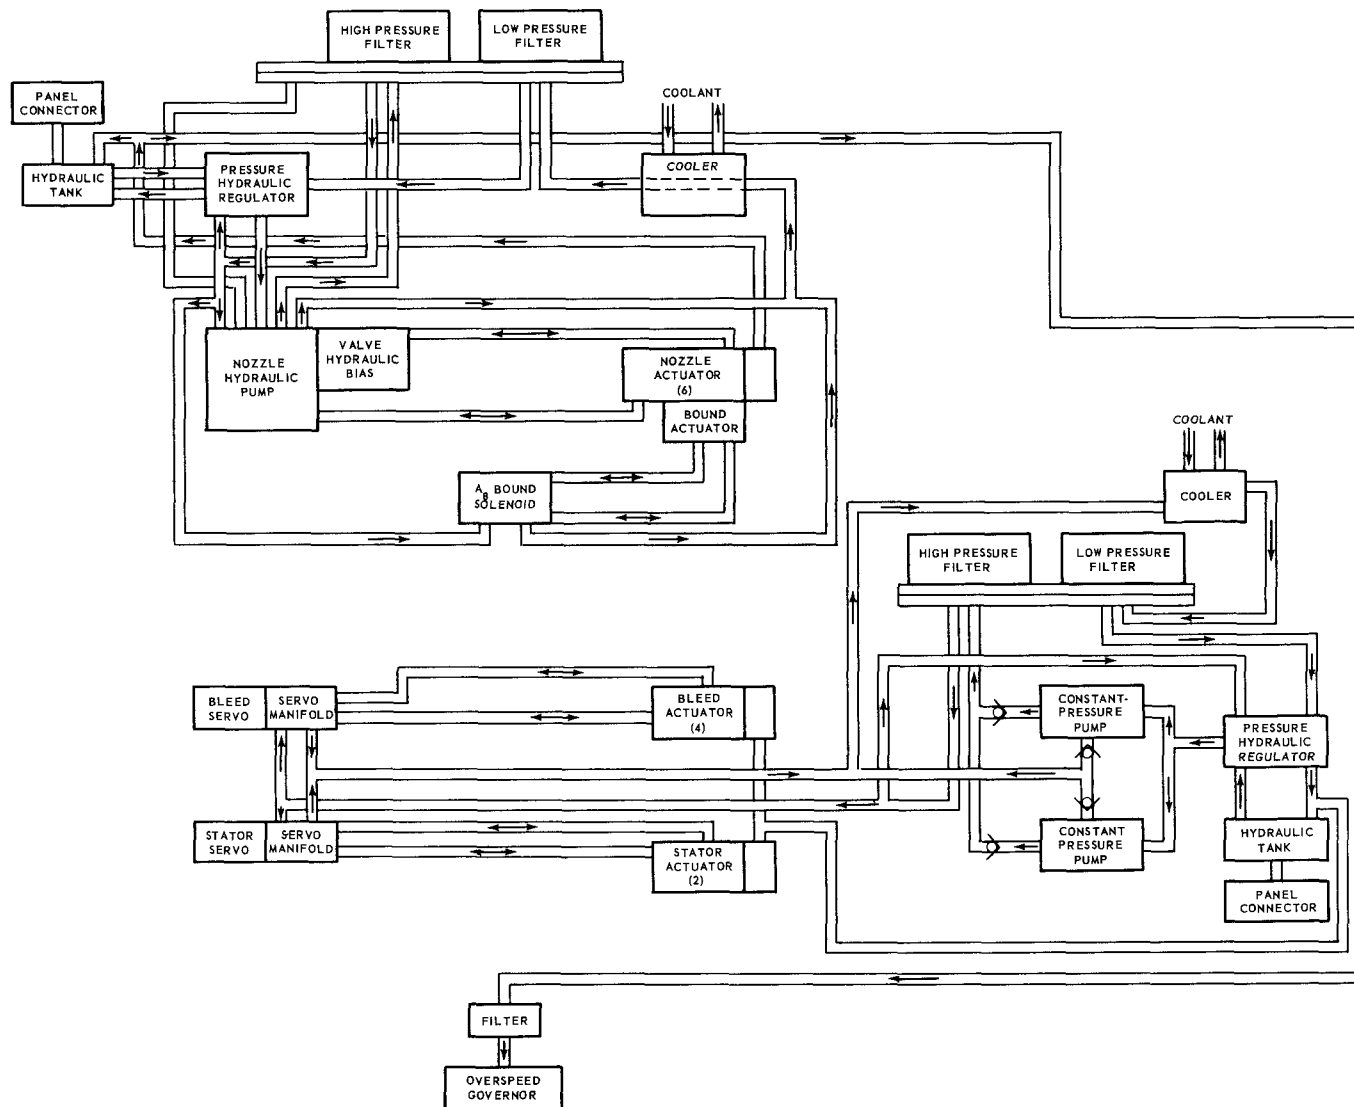 HIGH PRESSURE
FILTER
LOW PRESSURE
FILTER
PANEL
CONNECTOR
COOLANT
HYDRAULIC
TANK
PRESSURE
HYDRAULIC
REGULATOR
COOLER
NOZZLE
HYDRAULIC
PUMP
VALVE
HYDRAULIC
BIAS
NOZZLE
ACTUATOR
(6)
BOUND
ACTUATOR
A8 BOUND
SOLENOID
COOLANT
COOLER
HIGH PRESSURE
FILTER
LOW PRESSURE
FILTER
BLEED
SERVO
SERVO
MANIFOLD
BLEED
ACTUATOR
(4)
CONSTANT-
PRESSURE
PUMP
PRESSURE
HYDRAULIC
REGULATOR
STATOR
SERVO
SERVO
MANIFOLD
STATOR
ACTUATOR
(2)
CONSTANT
PRESSURE
PUMP
HYDRAULIC
TANK
PANEL
CONNECTOR
FILTER
OVERSPEED
GOVERNOR